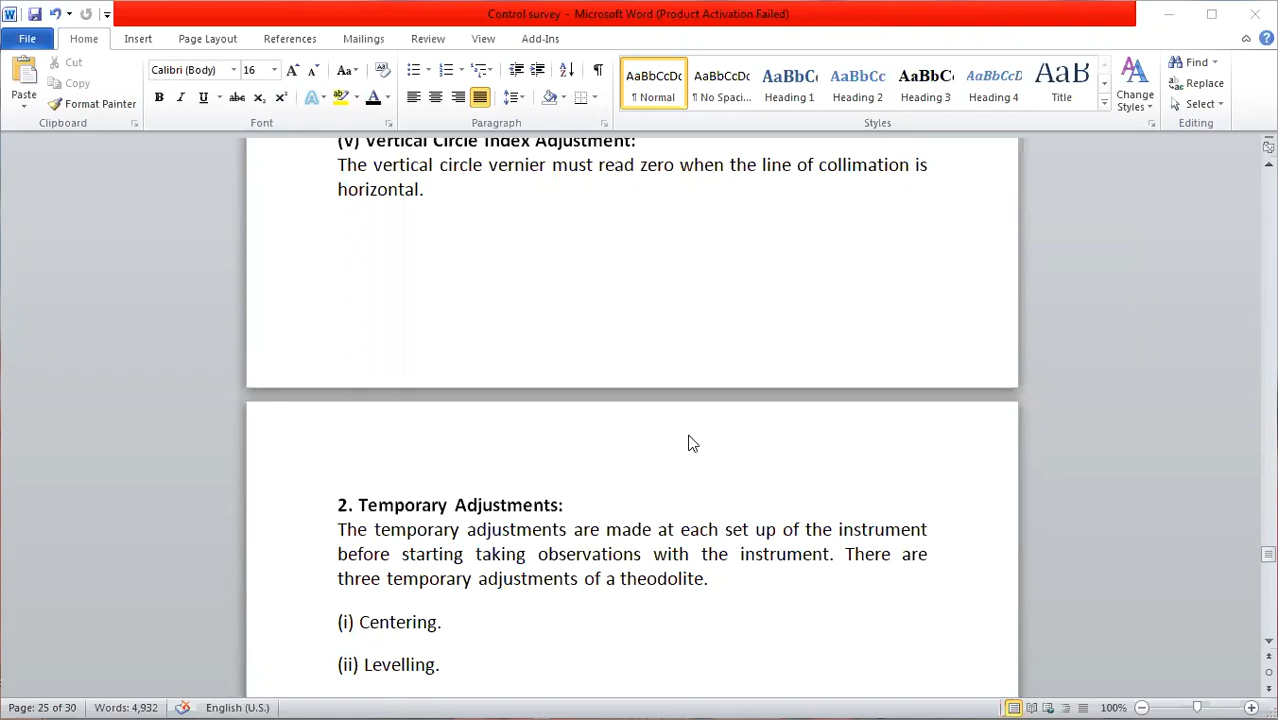 Control survey - Microsoft Word (Product Activation Failed)
File Home Insert Page Layout References Mailings Review View Add-Ins
Paste
Cut
Copy
Format Painter
Clipboard
Calibri (Body) 16
Font
Paragraph
AaBbCcDc AaBbCcDc AaBbC AaBbCc AaBbCc AaBbCcD AaB
¶ Normal ¶ No Spaci... Heading 1 Heading 2 Heading 3 Heading 4 Title
Styles
Change
Styles
Find
Replace
Select
Editing
(v) Vertical Circle Index Adjustment:
The vertical circle vernier must read zero when the line of collimation is
horizontal.
2. Temporary Adjustments:
The temporary adjustments are made at each set up of the instrument
before starting taking observations with the instrument. There are
three temporary adjustments of a theodolite.
(i) Centering.
(ii) Levelling.
Page: 25 of 30 Words: 4,932 English (U.S.) 100%